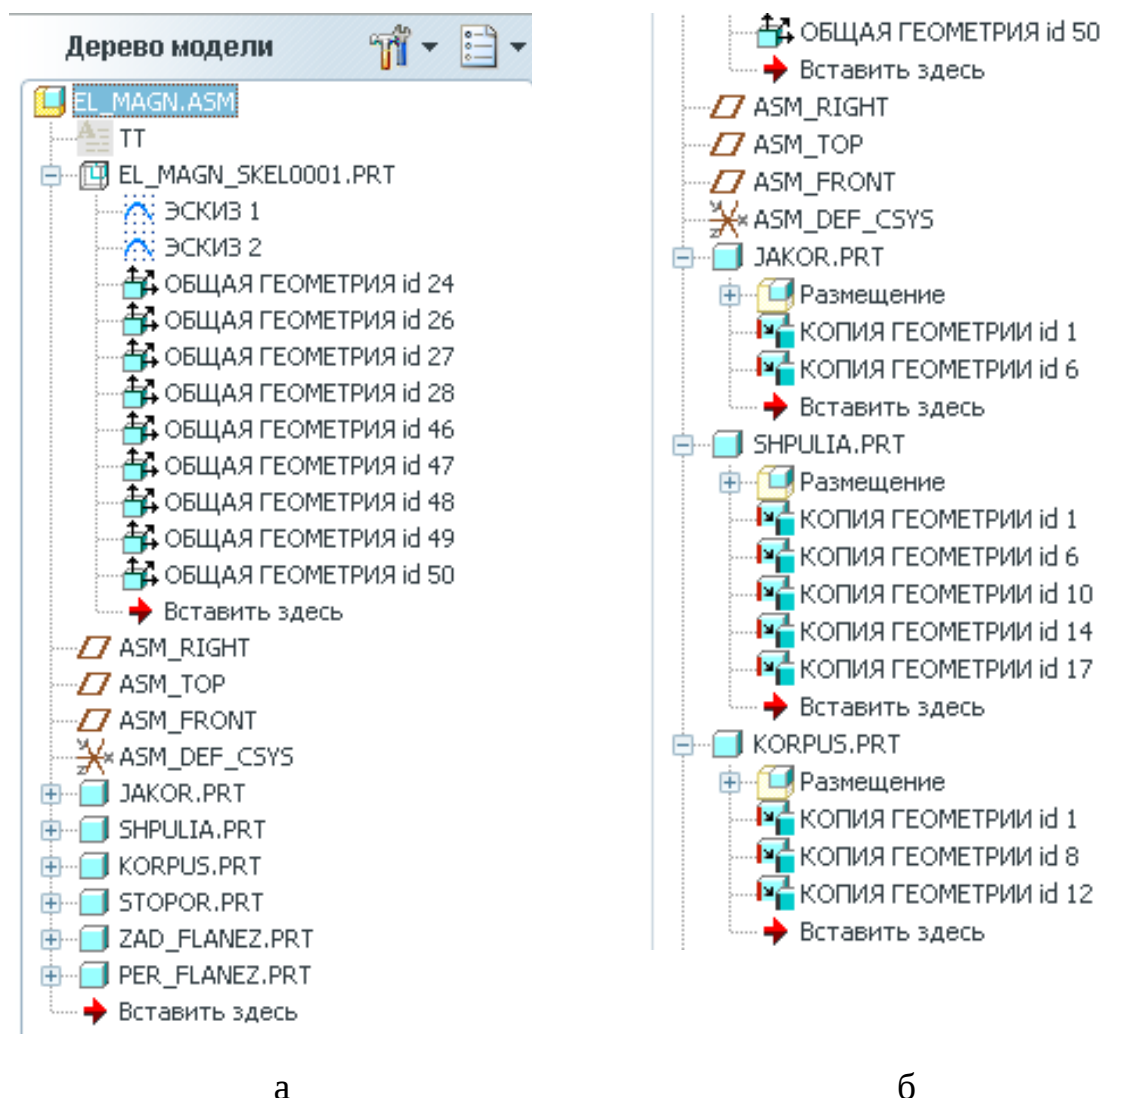 Дерево модели
EL_MAGN.ASM
ТТ
EL_MAGN_SKEL0001.PRT
ЭСКИЗ 1
ЭСКИЗ 2
ОБЩАЯ ГЕОМЕТРИЯ id 24
ОБЩАЯ ГЕОМЕТРИЯ id 26
ОБЩАЯ ГЕОМЕТРИЯ id 27
ОБЩАЯ ГЕОМЕТРИЯ id 28
ОБЩАЯ ГЕОМЕТРИЯ id 46
ОБЩАЯ ГЕОМЕТРИЯ id 47
ОБЩАЯ ГЕОМЕТРИЯ id 48
ОБЩАЯ ГЕОМЕТРИЯ id 49
ОБЩАЯ ГЕОМЕТРИЯ id 50
Вставить здесь
ASM_RIGHT
ASM_TOP
ASM_FRONT
ASM_DEF_CSYS
JAKOR.PRT
SHPULIA.PRT
KORPUS.PRT
STOPOR.PRT
ZAD_FLANEZ.PRT
PER_FLANEZ.PRT
Вставить здесь
а
ОБЩАЯ ГЕОМЕТРИЯ id 50
Вставить здесь
ASM_RIGHT
ASM_TOP
ASM_FRONT
ASM_DEF_CSYS
JAKOR.PRT
Размещение
КОПИЯ ГЕОМЕТРИИ id 1
КОПИЯ ГЕОМЕТРИИ id 6
Вставить здесь
SHPULIA.PRT
Размещение
КОПИЯ ГЕОМЕТРИИ id 1
КОПИЯ ГЕОМЕТРИИ id 6
КОПИЯ ГЕОМЕТРИИ id 10
КОПИЯ ГЕОМЕТРИИ id 14
КОПИЯ ГЕОМЕТРИИ id 17
Вставить здесь
KORPUS.PRT
Размещение
КОПИЯ ГЕОМЕТРИИ id 1
КОПИЯ ГЕОМЕТРИИ id 8
КОПИЯ ГЕОМЕТРИИ id 12
Вставить здесь
б